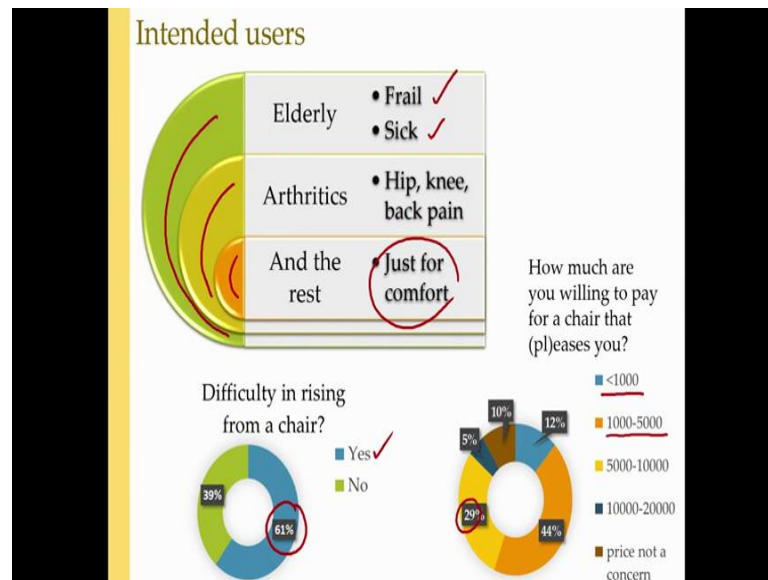 Intended users
Elderly
• Frail
• Sick
Arthritics
• Hip, knee,
back pain
And the
rest
• Just for
comfort
How much are
you willing to pay
for a chair that
(pl)eases you?
<1000
1000-5000
5000-10000
10000-20000
price not a
concern
10%
12%
5%
29%
44%
Difficulty in rising
from a chair?
Yes
No
39%
61%